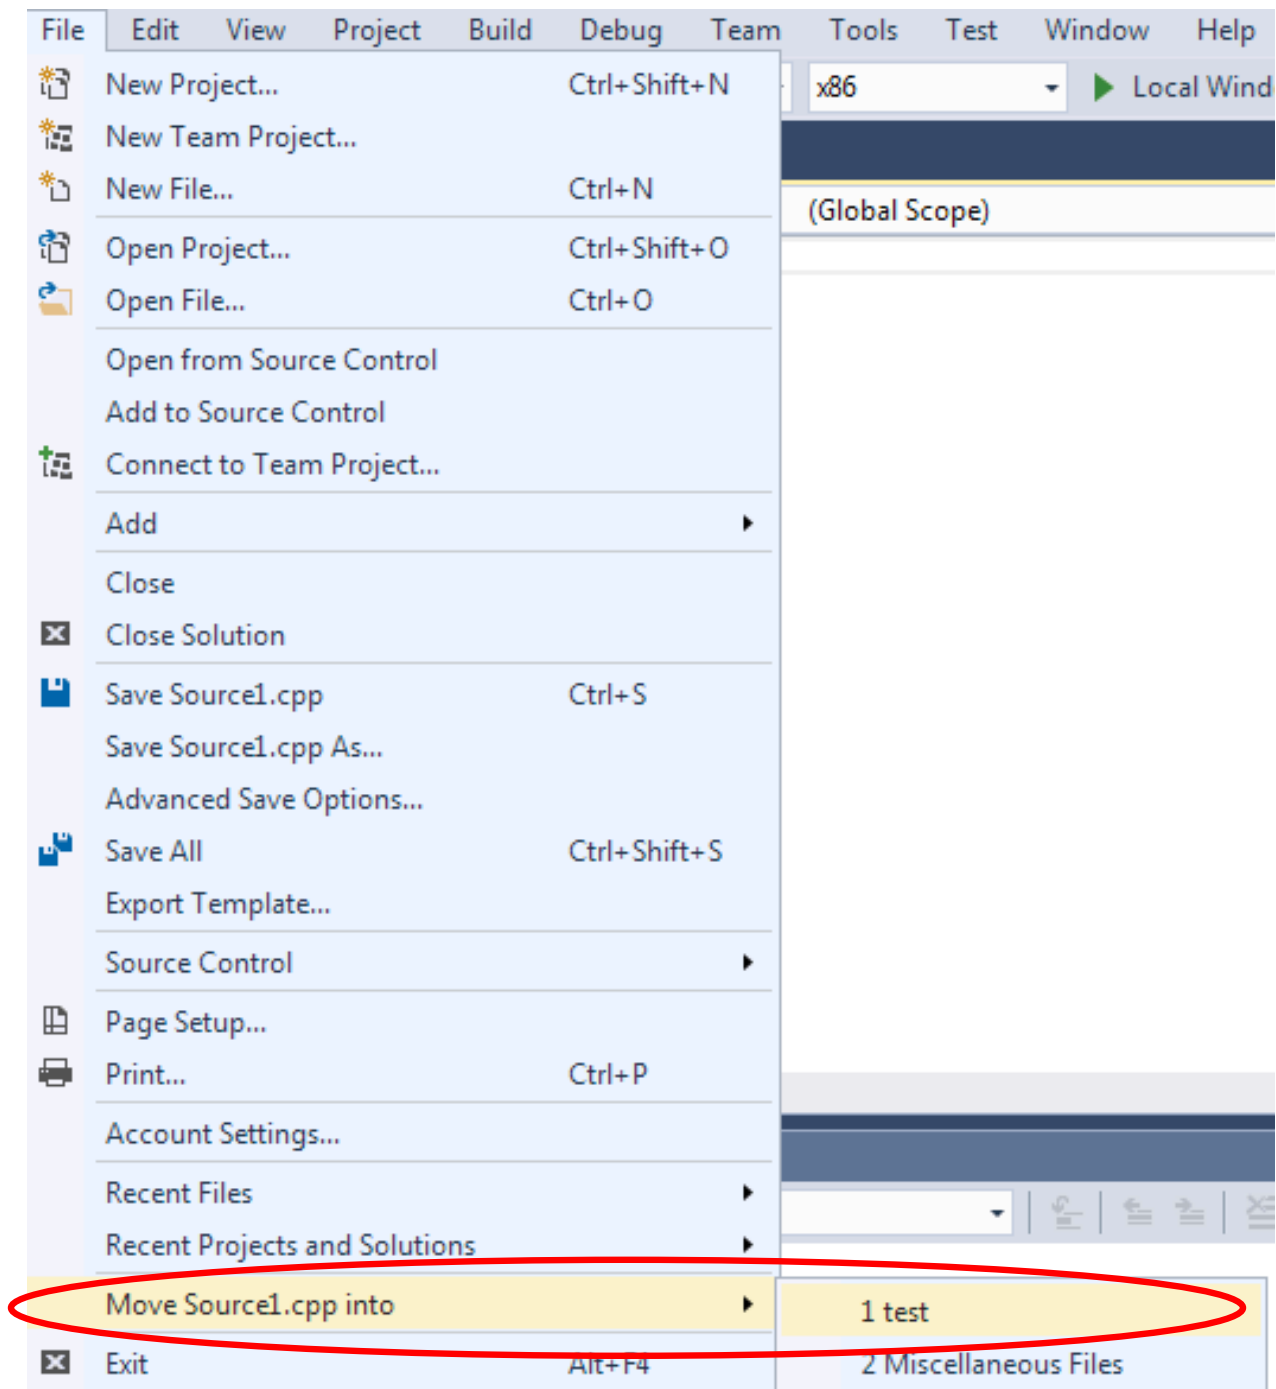 File Edit View Project Build Debug Team Tools Test Window Help
New Project... Ctrl+Shift+N
x86 Local Wind
New Team Project...
New File... Ctrl+N
(Global Scope)
Open Project... Ctrl+Shift+O
Open File... Ctrl+O
Open from Source Control
Add to Source Control
Connect to Team Project...
Add
Close
Close Solution
Save Source1.cpp Ctrl+S
Save Source1.cpp As...
Advanced Save Options...
Save All Ctrl+Shift+S
Export Template...
Source Control
Page Setup...
Print... Ctrl+P
Account Settings...
Recent Files
Recent Projects and Solutions
Move Source1.cpp into
1 test
Exit Alt+F4
2 Miscellaneous Files